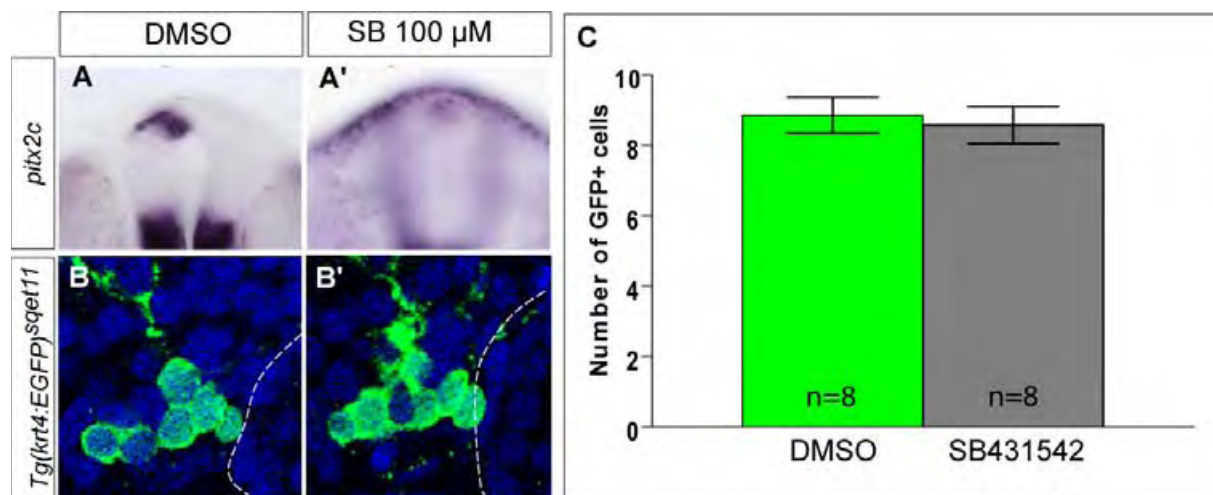 DMSO
SB 100 µM
pitx2c
A
A'
Tg(krt4:EGFP)sqet11
B
B'
C
Number of GFP+ cells
10
8
6
4
2
0
n=8
n=8
DMSO
SB431542